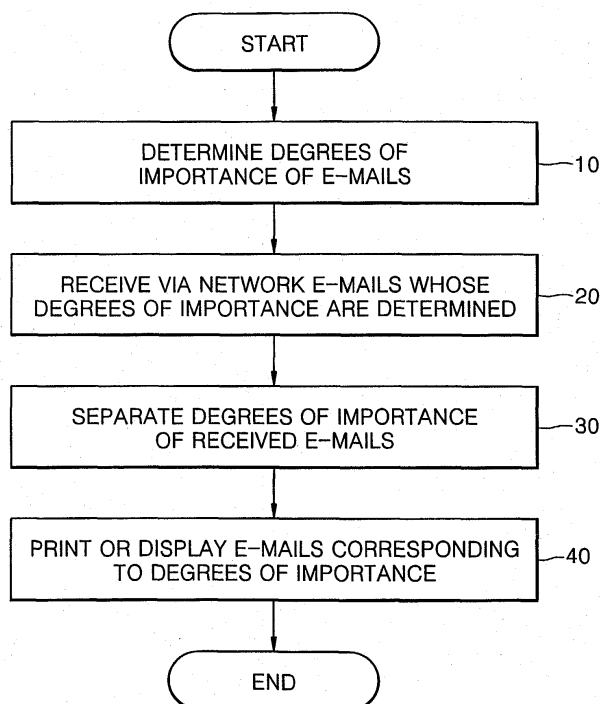 START
DETERMINE DEGREES OF
IMPORTANCE OF E-MAILS
10
RECEIVE VIA NETWORK E-MAILS WHOSE
DEGREES OF IMPORTANCE ARE DETERMINED
20
SEPARATE DEGREES OF IMPORTANCE
OF RECEIVED E-MAILS
30
PRINT OR DISPLAY E-MAILS CORRESPONDING
TO DEGREES OF IMPORTANCE
40
END